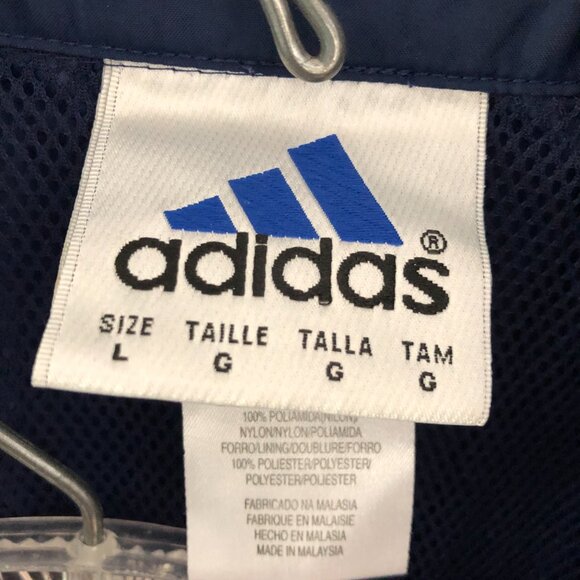 adidas®
SIZE TAILLE TALLA TAM
L G G G
100% POLIAMIDA(NILON)
NYLON/NYLON/POLIAMIDA
FORRO/LINING/DOUBLURE/FORRO
100% POLIESTER/POLYESTER/
POLYESTER/POLIESTER
FABRICADO NA MALASIA
FABRIQUE EN MALAISIE
HECHO EN MALASIA
MADE IN MALAYSIA